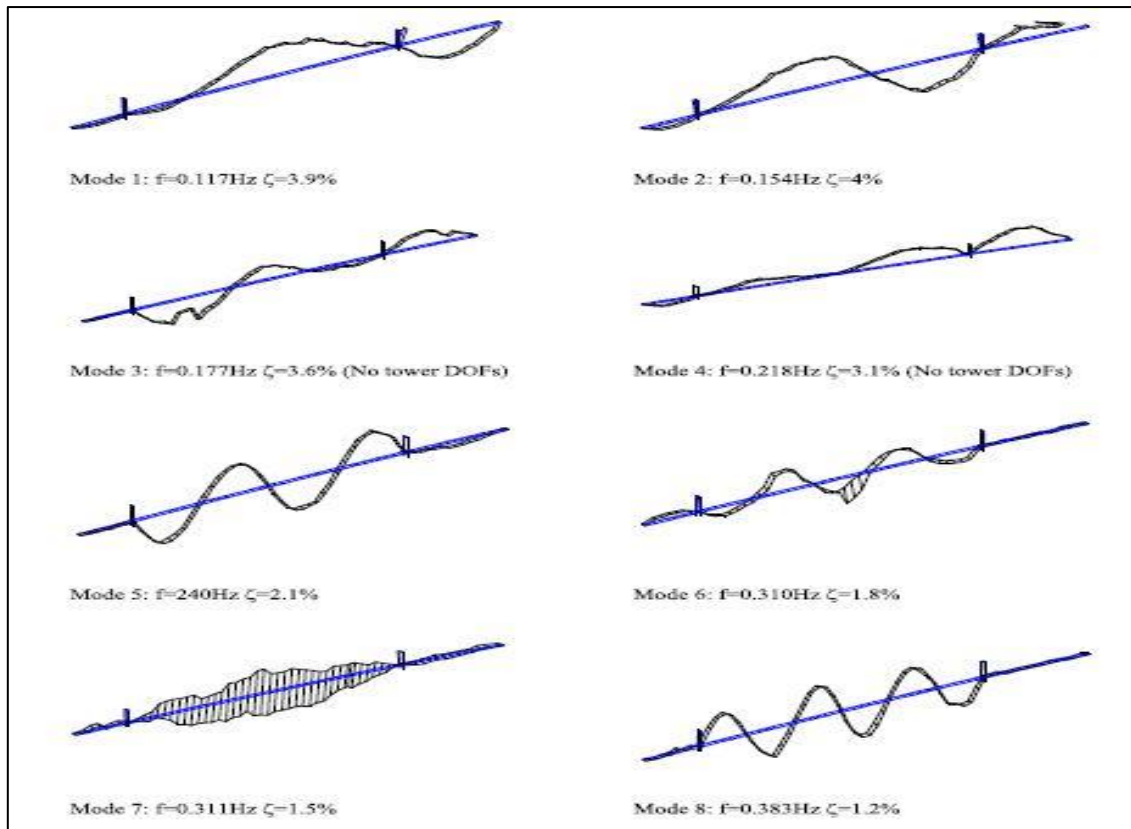 Mode 1: f=0.117Hz ζ=3.9%
Mode 2: f=0.154Hz ζ=4%
Mode 3: f=0.177Hz ζ=3.6% (No tower DOFs)
Mode 4: f=0.218Hz ζ=3.1% (No tower DOFs)
Mode 5: f=240Hz ζ=2.1%
Mode 6: f=0.310Hz ζ=1.8%
Mode 7: f=0.311Hz ζ=1.5%
Mode 8: f=0.383Hz ζ=1.2%